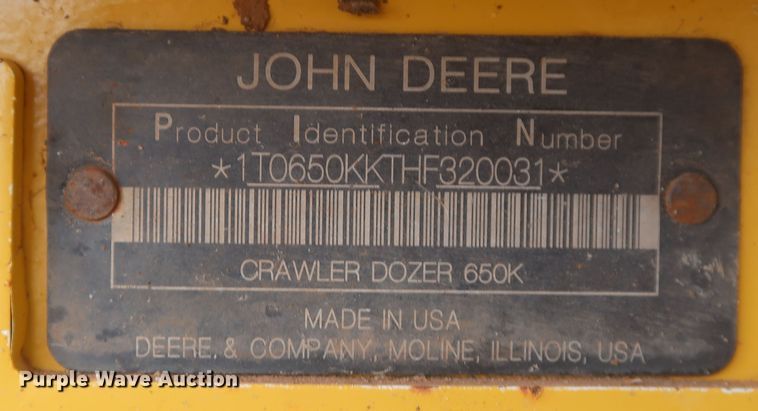 JOHN DEERE
Product Identification Number
*1T0650KKTHF320031*
CRAWLER DOZER 650K
MADE IN USA
DEERE & COMPANY, MOLINE, ILLINOIS, USA
Purple Wave Auction